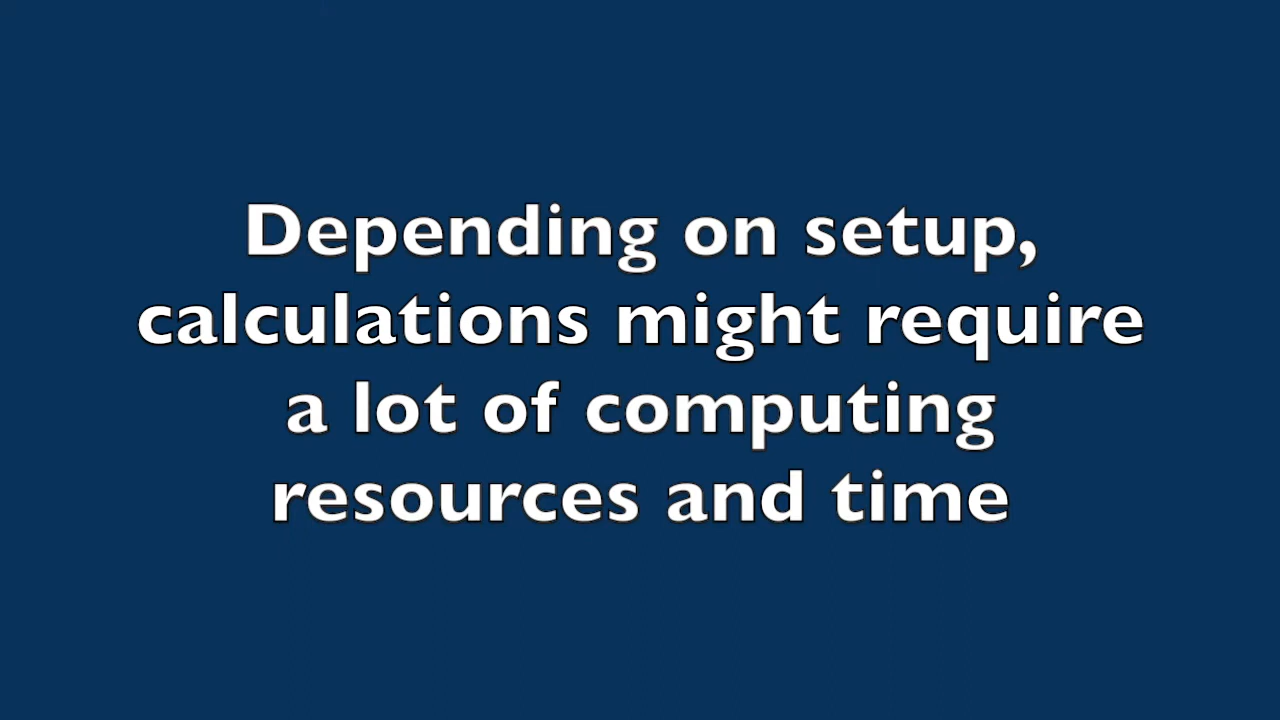 Depending on setup,
calculations might require
a lot of computing
resources and time